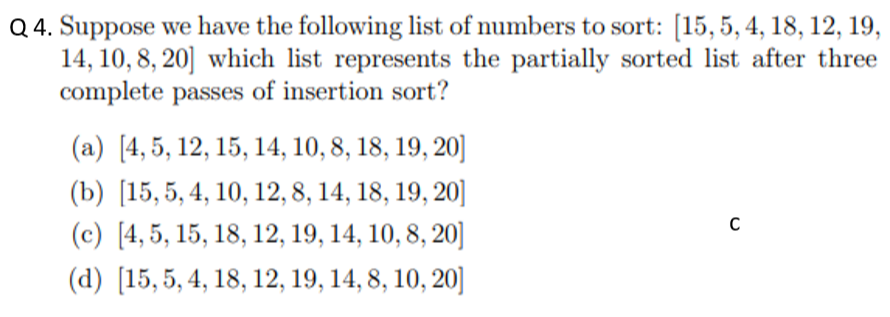 Q 4. Suppose we have the following list of numbers to sort: [15, 5, 4, 18, 12, 19,
14, 10, 8, 20] which list represents the partially sorted list after three
complete passes of insertion sort?
(a) [4, 5, 12, 15, 14, 10, 8, 18, 19, 20]
(b) [15, 5, 4, 10, 12, 8, 14, 18, 19, 20]
(c) [4, 5, 15, 18, 12, 19, 14, 10, 8, 20]
C
(d) [15, 5, 4, 18, 12, 19, 14, 8, 10, 20]